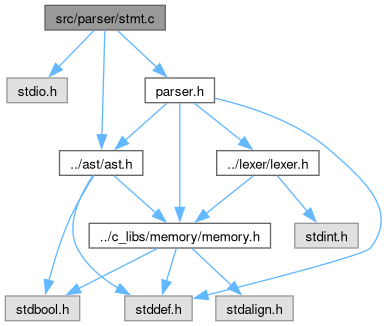 src/parser/stmt.c
stdio.h
parser.h
../ast/ast.h
../lexer/lexer.h
../c_libs/memory/memory.h
stdint.h
stdbool.h
stddef.h
stdalign.h